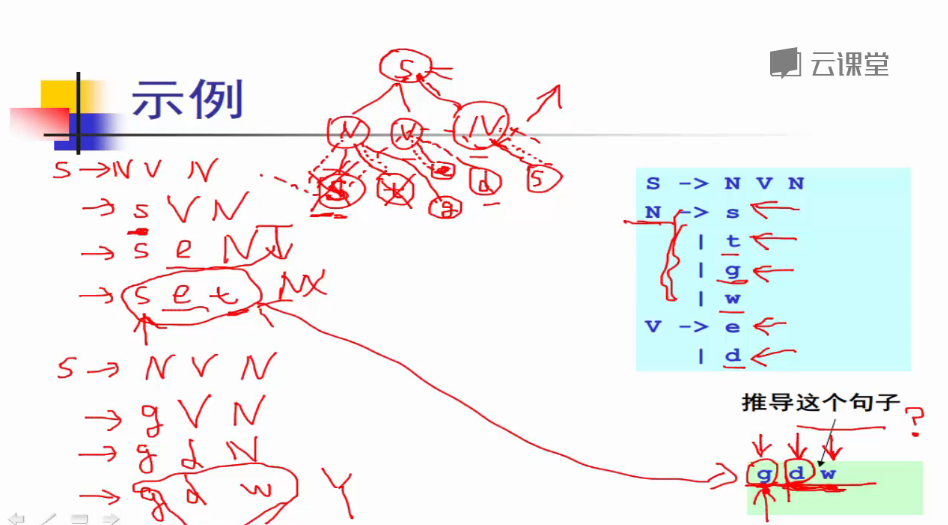 云课堂
示例
S
N V N
S t g e d s
S → N V N
→ s V N
→ s e N
→ s e t N
S → N V N
→ g V N
→ g d N
→ g d w Y
S -> N V N
N -> s
| t
| g
| w
V -> e
| d
推导这个句子 ?
g d w